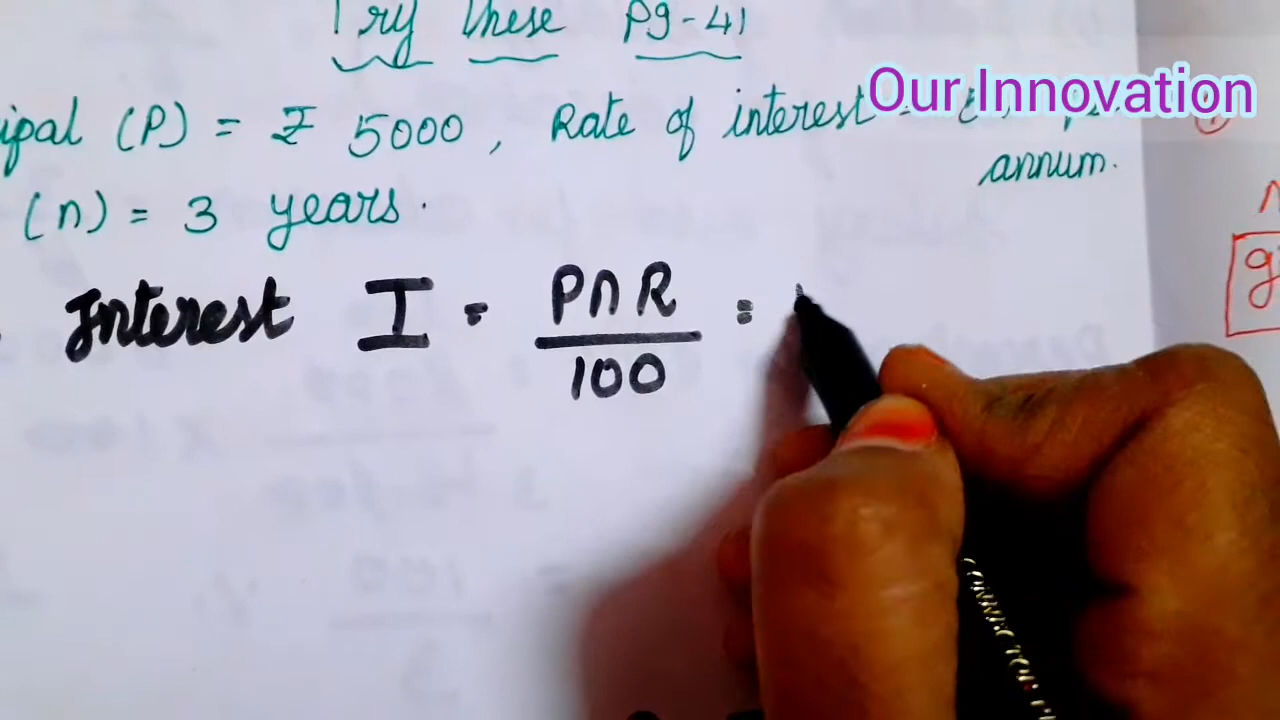 Try These Pg-41
Our Innovation
ipal (P) = ₹ 5000, Rate of interest =
annum.
(n) = 3 years.
Interest I = PnR = 
100